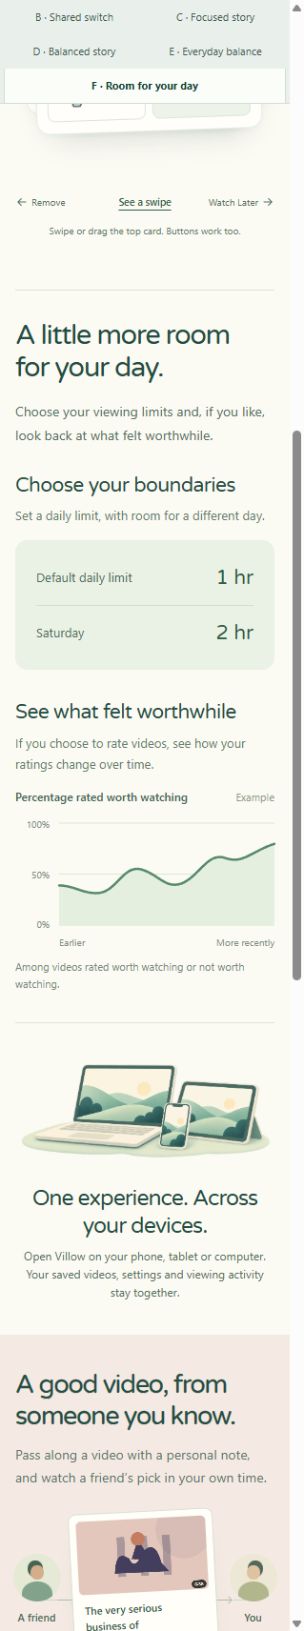 B · Shared switch
C · Focused story
D · Balanced story
E · Everyday balance
F · Room for your day
← Remove
See a swipe
Watch Later →
Swipe or drag the top card. Buttons work too.
A little more room
for your day.
Choose your viewing limits and, if you like,
look back at what felt worthwhile.
Choose your boundaries
Set a daily limit, with room for a different day.
Default daily limit
1 hr
Saturday
2 hr
See what felt worthwhile
If you choose to rate videos, see how your
ratings change over time.
Percentage rated worth watching
Example
100%
50%
0%
Earlier
More recently
Among videos rated worth watching or not worth
watching.
One experience. Across
your devices.
Open Villow on your phone, tablet or computer.
Your saved videos, settings and viewing activity
stay together.
A good video, from
someone you know.
Pass along a video with a personal note,
and watch a friend's pick in your own time.
The very serious
business of
A friend
You